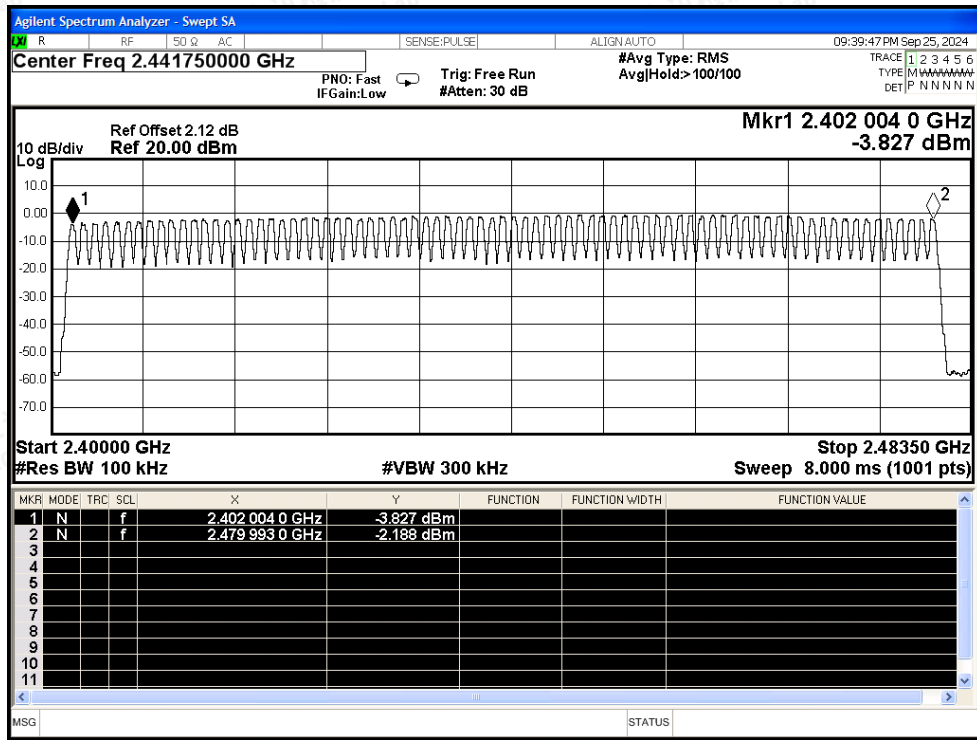 Agilent Spectrum Analyzer - Swept SA
LXI R RF 50 Ω AC SENSE:PULSE ALIGN AUTO 09:39:47 PM Sep 25, 2024
Center Freq 2.441750000 GHz #Avg Type: RMS TRACE 1 2 3 4 5 6
PNO: Fast Trig: Free Run Avg|Hold:>100/100 TYPE M WWWWW
IFGain:Low #Atten: 30 dB DET P N N N N N
Mkr1 2.402 004 0 GHz
Ref Offset 2.12 dB
10 dB/div Ref 20.00 dBm -3.827 dBm
Log
10.0
1 2
0.00
-10.0
-20.0
-30.0
-40.0
-50.0
-60.0
-70.0
Start 2.40000 GHz Stop 2.48350 GHz
#Res BW 100 kHz #VBW 300 kHz Sweep 8.000 ms (1001 pts)
MKR MODE TRC SCL X Y FUNCTION FUNCTION WIDTH FUNCTION VALUE
1 N f 2.402 004 0 GHz -3.827 dBm
2 N f 2.479 993 0 GHz -2.188 dBm
3
4
5
6
7
8
9
10
11
MSG STATUS